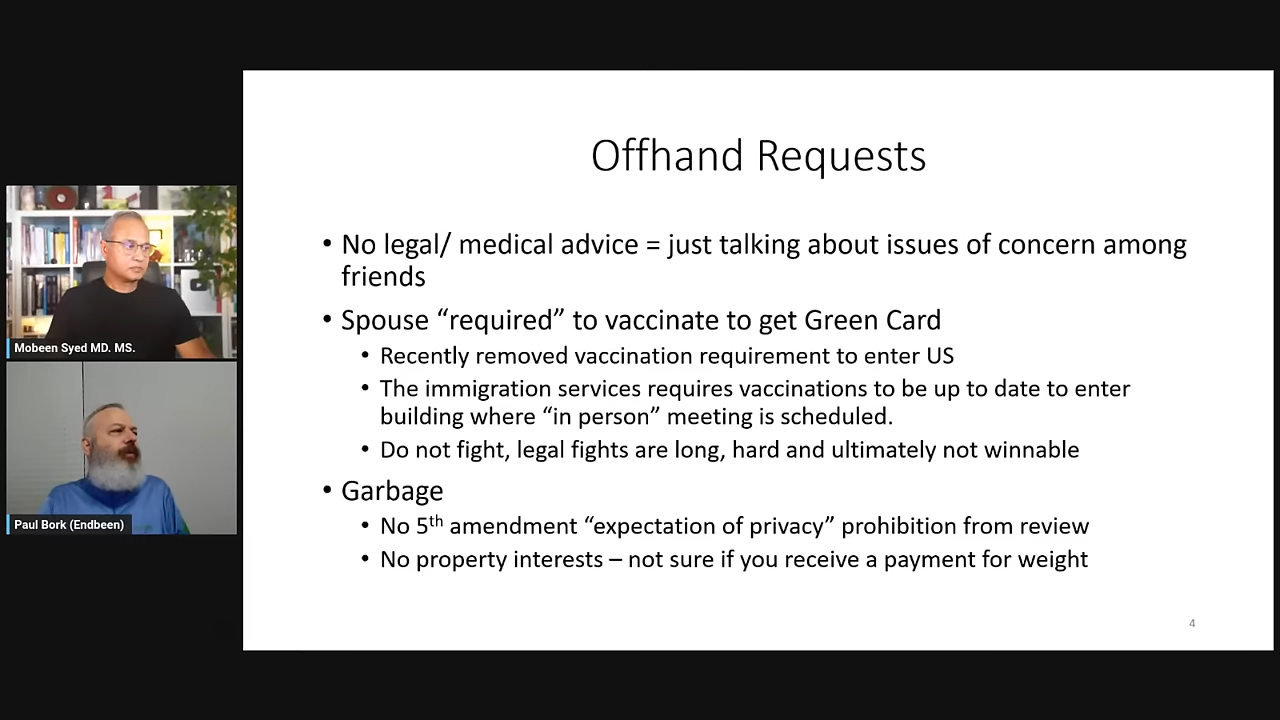 Offhand Requests
• No legal/ medical advice = just talking about issues of concern among
friends
• Spouse “required” to vaccinate to get Green Card
• Recently removed vaccination requirement to enter US
• The immigration services requires vaccinations to be up to date to enter
building where “in person” meeting is scheduled.
• Do not fight, legal fights are long, hard and ultimately not winnable
• Garbage
• No 5th amendment “expectation of privacy” prohibition from review
• No property interests – not sure if you receive a payment for weight
4
Mobeen Syed MD. MS.
Paul Bork (Endbeen)